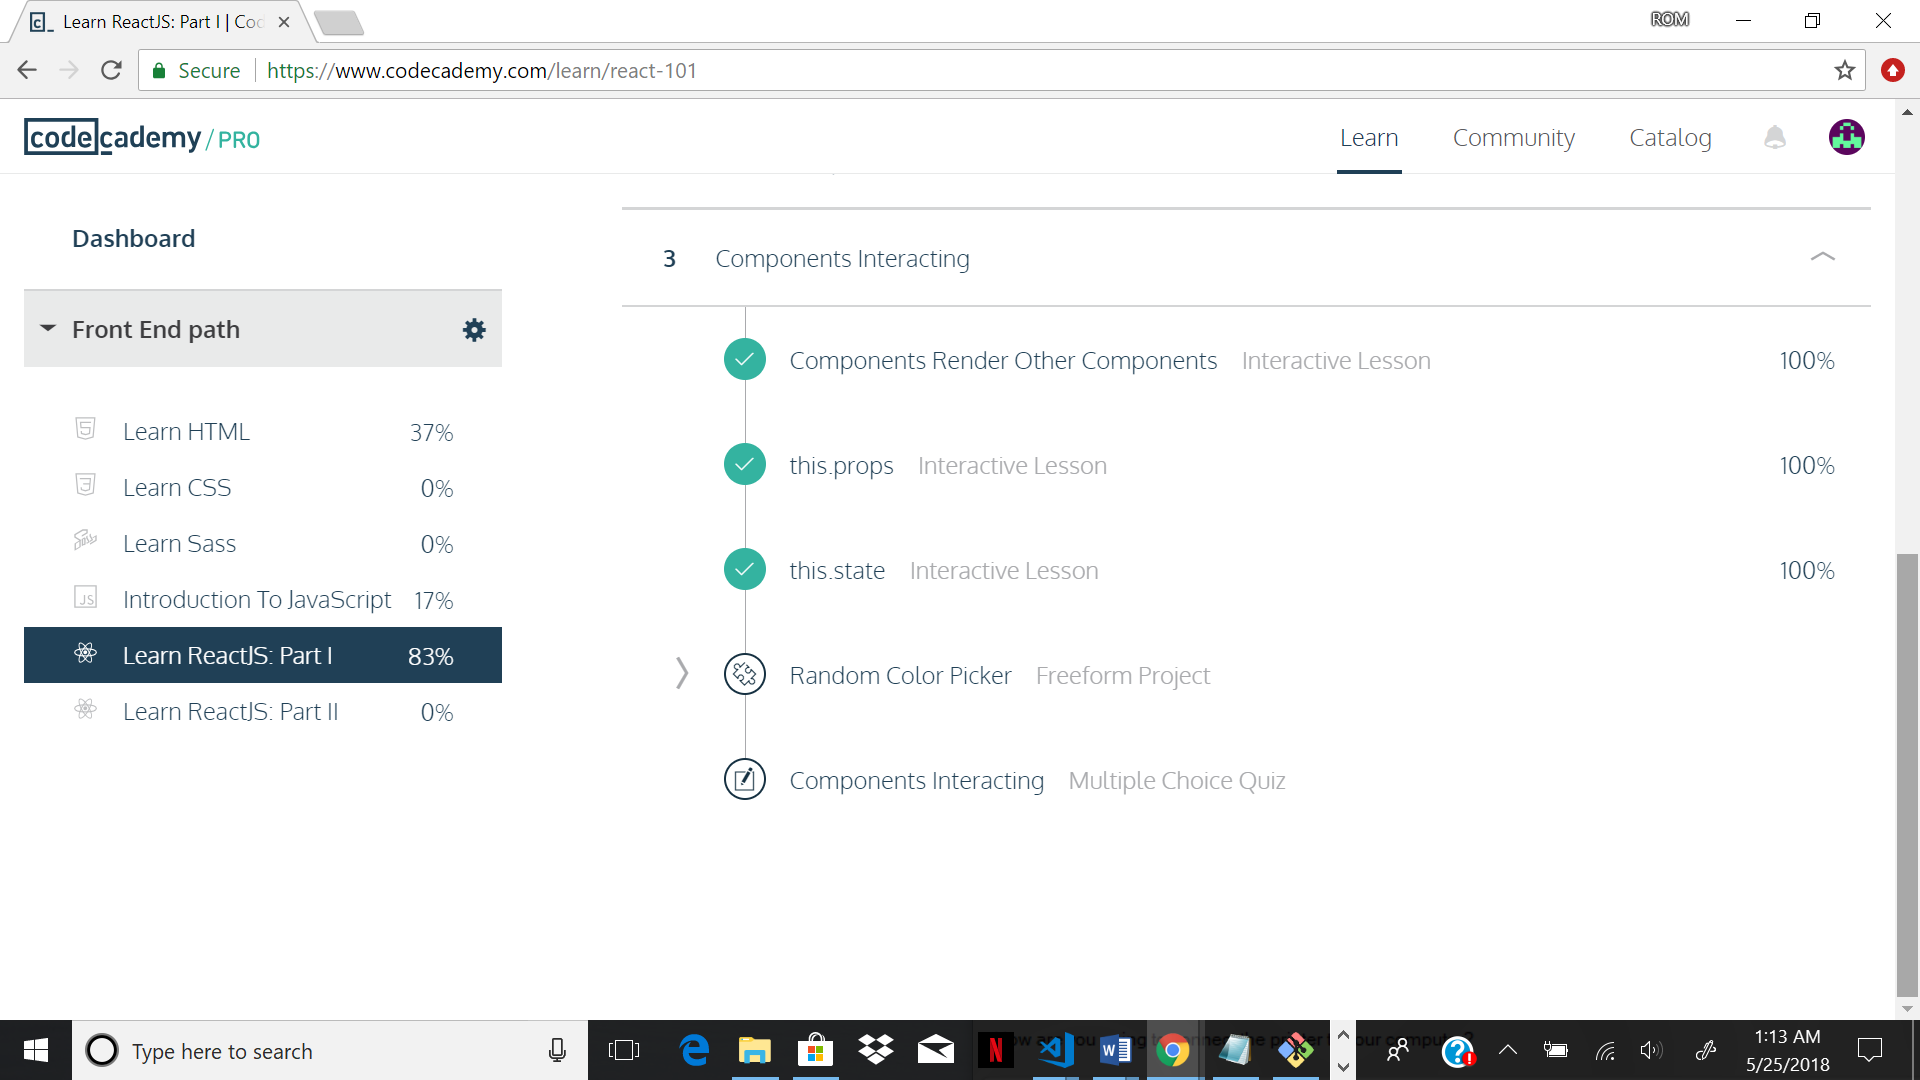 Learn ReactJS: Part I | Coc
ROM
Secure https://www.codecademy.com/learn/react-101
codecademy / PRO
Learn Community Catalog
Dashboard
Front End path
Learn HTML 37%
Learn CSS 0%
Learn Sass 0%
Introduction To JavaScript 17%
Learn ReactJS: Part I 83%
Learn ReactJS: Part II 0%
3 Components Interacting
Components Render Other Components Interactive Lesson 100%
this.props Interactive Lesson 100%
this.state Interactive Lesson 100%
Random Color Picker Freeform Project
Components Interacting Multiple Choice Quiz
Type here to search
1:13 AM
5/25/2018